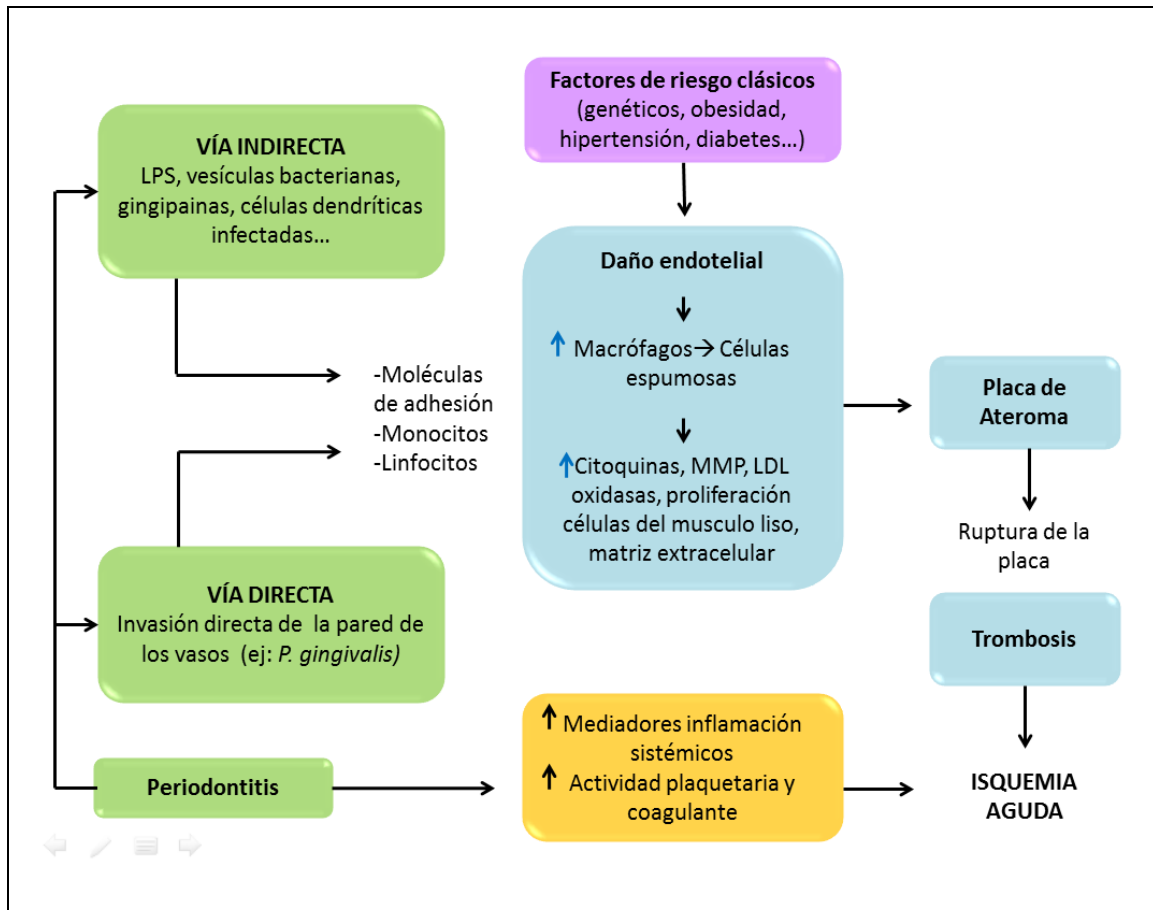 Factores de riesgo clásicos
(genéticos, obesidad,
hipertensión, diabetes...)
VÍA INDIRECTA
LPS, vesículas bacterianas,
gingipainas, células dendríticas
infectadas...
Daño endotelial
Macrófagos→ Células
espumosas
Citoquinas, MMP, LDL
oxidasas, proliferación
células del musculo liso,
matriz extracelular
-Moléculas
de adhesión
-Monocitos
-Linfocitos
Placa de
Ateroma
Ruptura de la
placa
VÍA DIRECTA
Invasión directa de la pared de
los vasos (ej: P. gingivalis)
Trombosis
Periodontitis
Mediadores inflamación
sistémicos
Actividad plaquetaria y
coagulante
ISQUEMIA
AGUDA